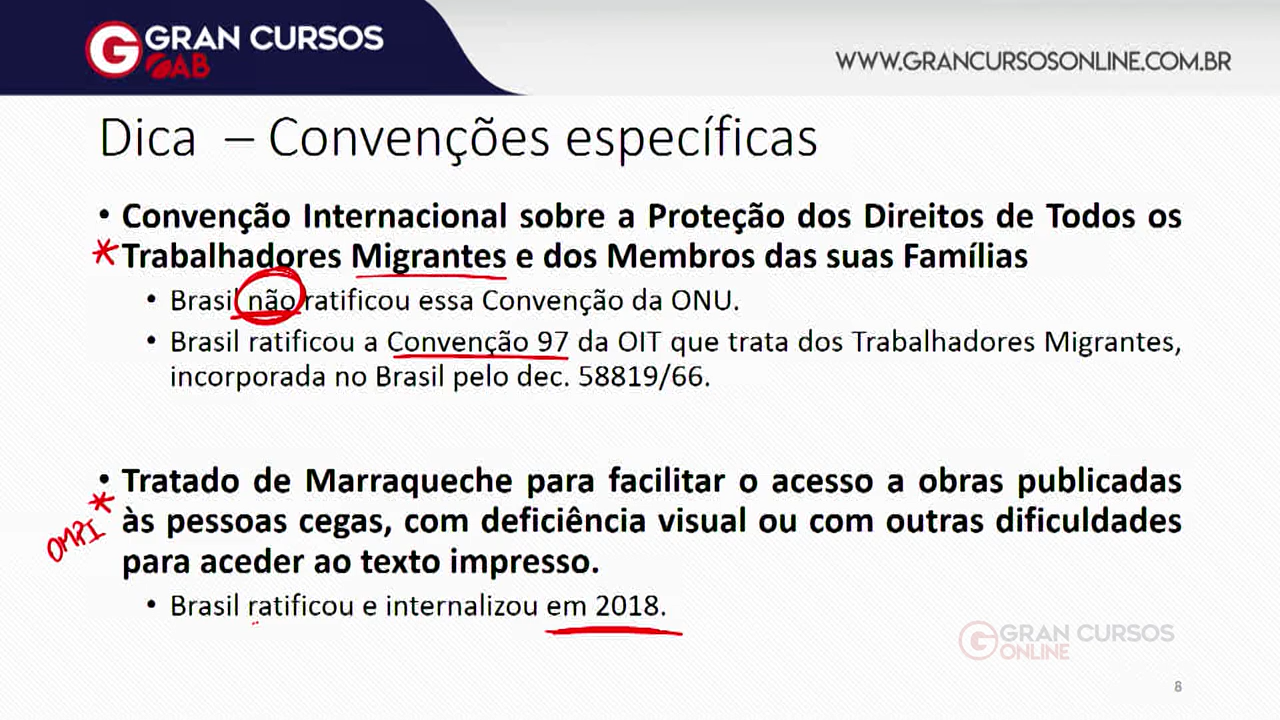 GRAN CURSOS
OAB
WWW.GRANCURSOSONLINE.COM.BR
Dica – Convenções específicas
• Convenção Internacional sobre a Proteção dos Direitos de Todos os
* Trabalhadores Migrantes e dos Membros das suas Famílias
• Brasil não ratificou essa Convenção da ONU.
• Brasil ratificou a Convenção 97 da OIT que trata dos Trabalhadores Migrantes,
incorporada no Brasil pelo dec. 58819/66.
• Tratado de Marraqueche para facilitar o acesso a obras publicadas
* às pessoas cegas, com deficiência visual ou com outras dificuldades
OMPI
para aceder ao texto impresso.
• Brasil ratificou e internalizou em 2018.
GRAN CURSOS
ONLINE
8